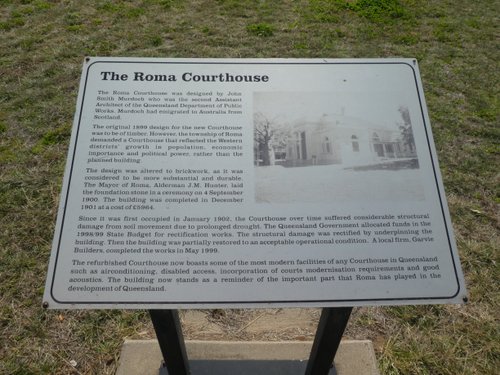 The Roma Courthouse
The Roma Courthouse was designed by John
Smith Murdoch who was the second Assistant
Architect of the Queensland Department of Public
Works. Murdoch had emigrated to Australia from
Scotland.
The original 1899 design for the new Courthouse
was to be of timber. However, the township of Roma
demanded a Courthouse that reflected the Western
districts' growth in population, economic
importance and political power, rather than the
planned building.
The design was altered to brickwork, as it was
considered to be more substantial and durable.
The Mayor of Roma, Alderman J.M. Hunter, laid
the foundation stone in a ceremony on 4 September
1900. The building was completed in December
1901 at a cost of £5964.
Since it was first occupied in January 1902, the Courthouse over time suffered considerable structural
damage from soil movement due to prolonged drought. The Queensland Government allocated funds in the
1998/99 State Budget for rectification works. The structural damage was rectified by underpinning the
building. Then the building was partially restored to an acceptable operational condition. A local firm, Garvie
Builders, completed the works in May 1999.
The refurbished Courthouse now boasts some of the most modern facilities of any Courthouse in Queensland
such as airconditioning, disabled access, incorporation of courts modernisation requirements and good
acoustics. The building now stands as a reminder of the important part that Roma has played in the
development of Queensland.